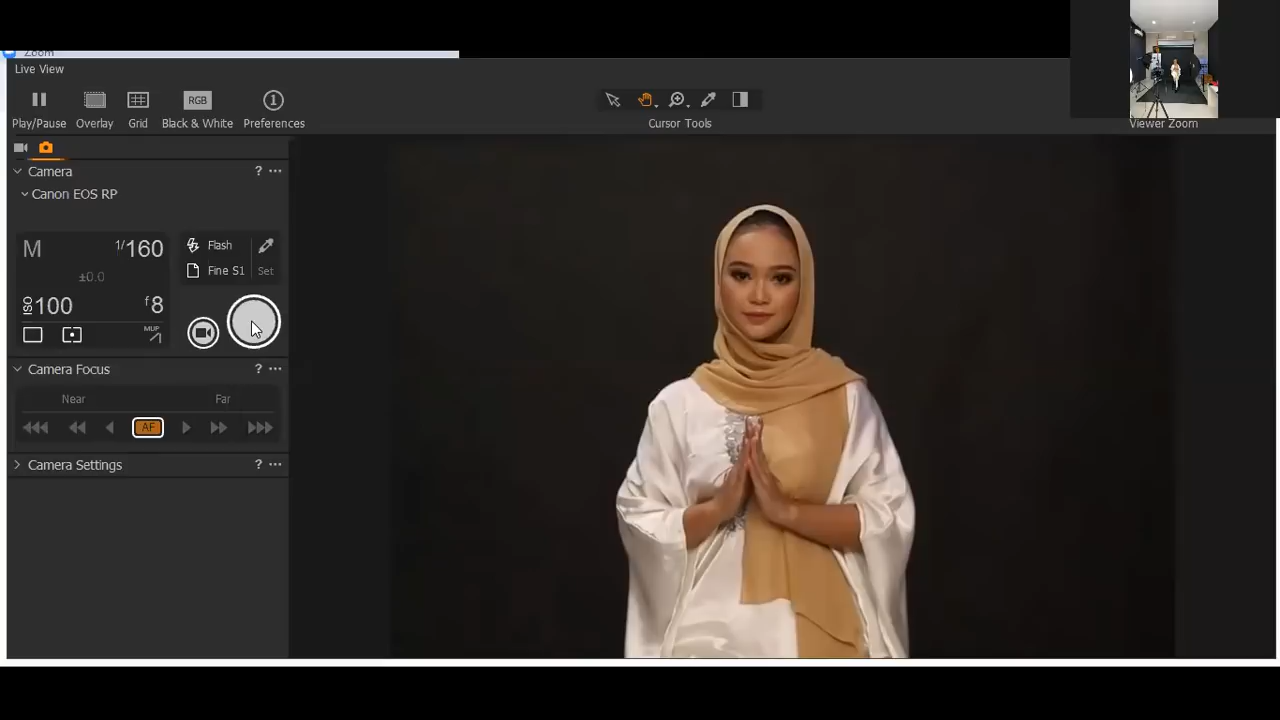 Zoom
Live View
Play/Pause
Overlay
Grid
RGB
Black & White
Preferences
Cursor Tools
Viewer Zoom
Camera
? ...
Canon EOS RP
M
1/160
±0.0
ISO 100
f8
MUP
Flash
Fine S1
Set
Camera Focus
? ...
Near
Far
AF
Camera Settings
? ...